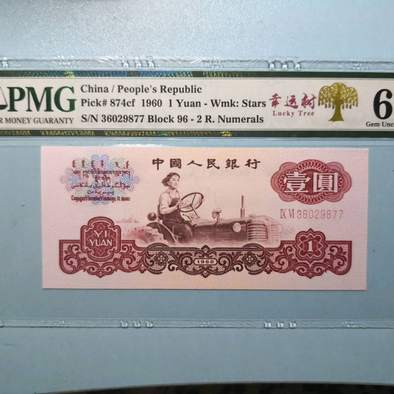 PMG
China / People's Republic
Pick# 874cf 1960 1 Yuan - Wmk: Stars
S/N 36029877 Block 96 - 2 R. Numerals
幸运树
Lucky Tree
6
R MONEY GUARANTY
Gem Unc
中國人民銀行
壹圓
IX VI 36029877
YI
YUAN
1960
1